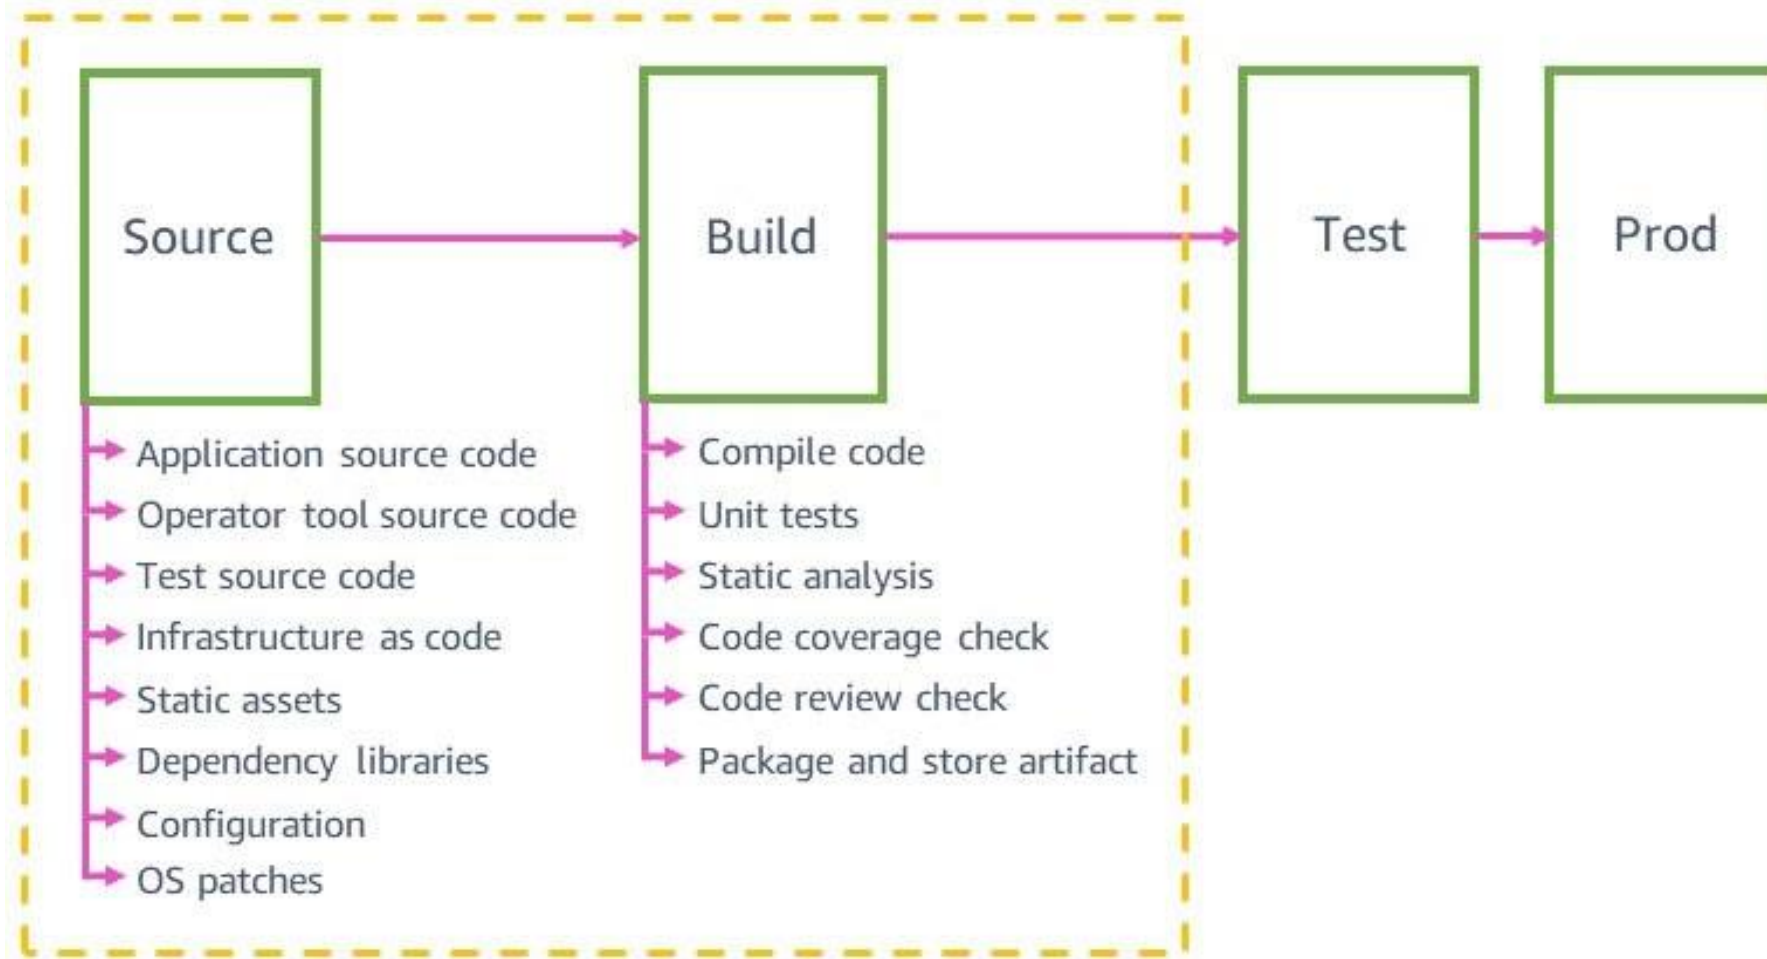 Source
Build
Test
Prod
Application source code
Operator tool source code
Test source code
Infrastructure as code
Static assets
Dependency libraries
Configuration
OS patches
Compile code
Unit tests
Static analysis
Code coverage check
Code review check
Package and store artifact